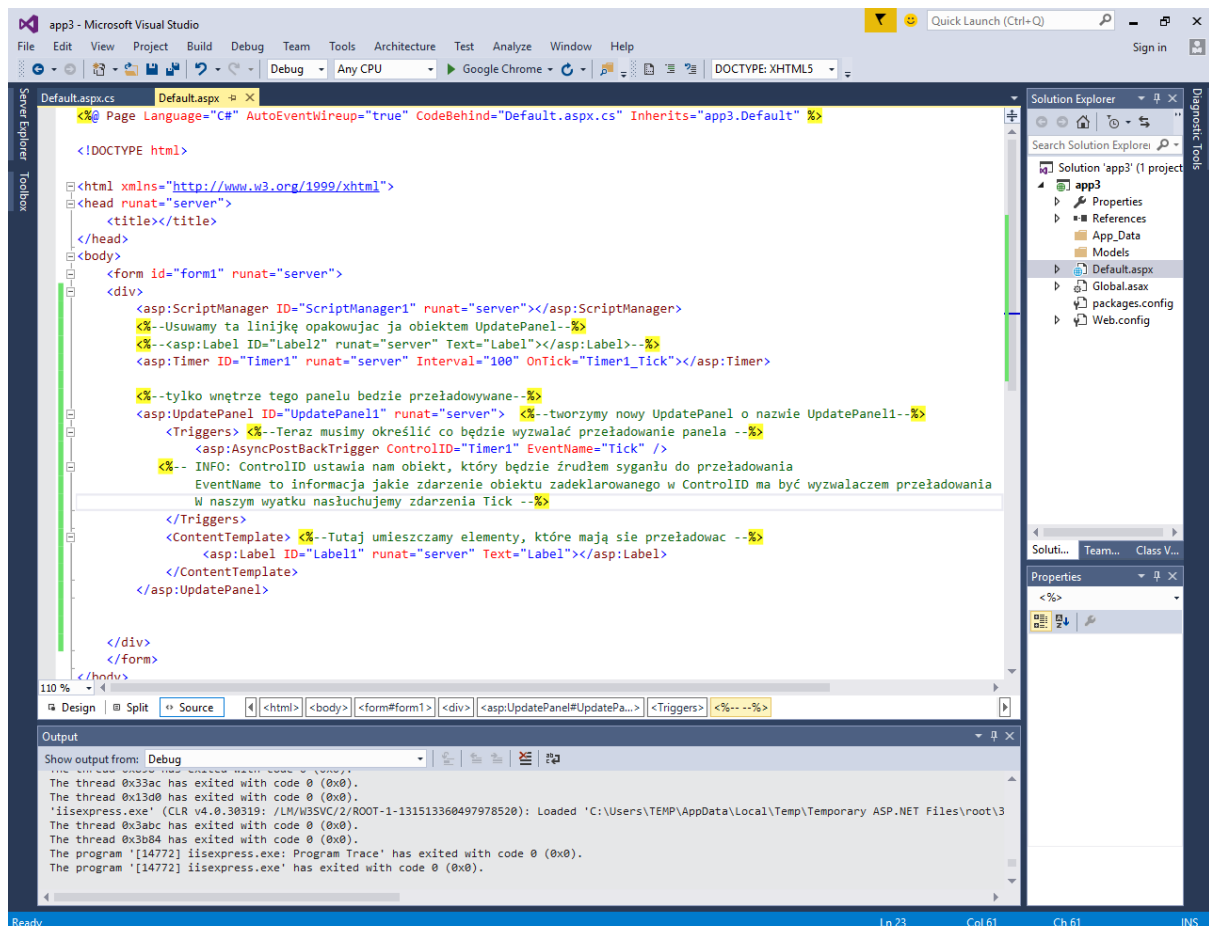 app3 - Microsoft Visual Studio
Quick Launch (Ctrl+Q)
File Edit View Project Build Debug Team Tools Architecture Test Analyze Window Help
Sign in
Debug Any CPU Google Chrome DOCTYPE: XHTML5
Server Explorer
Toolbox
Default.aspx.cs Default.aspx
<%@ Page Language="C#" AutoEventWireup="true" CodeBehind="Default.aspx.cs" Inherits="app3.Default" %>
<!DOCTYPE html>
<html xmlns="http://www.w3.org/1999/xhtml">
<head runat="server">
<title></title>
</head>
<body>
<form id="form1" runat="server">
<div>
<asp:ScriptManager ID="ScriptManager1" runat="server"></asp:ScriptManager>
<%--Usuwamy ta linijkę opakowujac ja obiektem UpdatePanel--%>
<%--<asp:Label ID="Label2" runat="server" Text="Label"></asp:Label>--%>
<asp:Timer ID="Timer1" runat="server" Interval="100" OnTick="Timer1_Tick"></asp:Timer>
<%--tylko wnętrze tego panelu bedzie przeładowywane--%>
<asp:UpdatePanel ID="UpdatePanel1" runat="server"> <%--tworzymy nowy UpdatePanel o nazwie UpdatePanel1--%>
<Triggers> <%--Teraz musimy określić co będzie wyzwalać przeładowanie panela --%>
<asp:AsyncPostBackTrigger ControlID="Timer1" EventName="Tick" />
<%-- INFO: ControlID ustawia nam obiekt, który będzie źrudłem syganłu do przeładowania
EventName to informacja jakie zdarzenie obiektu zadeklarowanego w ControlID ma być wyzwalaczem przeładowania
W naszym wyatku nasłuchujemy zdarzenia Tick --%>
</Triggers>
<ContentTemplate> <%--Tutaj umieszczamy elementy, które mają sie przeładowac --%>
<asp:Label ID="Label1" runat="server" Text="Label"></asp:Label>
</ContentTemplate>
</asp:UpdatePanel>
</div>
</form>
</body>
110 %
Design Split Source <html> <body> <form#form1> <div> <asp:UpdatePanel#UpdatePa...> <Triggers> <%-- --%>
Output
Show output from: Debug
The thread 0x33ac has exited with code 0 (0x0).
The thread 0x13d0 has exited with code 0 (0x0).
'iisexpress.exe' (CLR v4.0.30319: /LM/W3SVC/2/ROOT-1-131513360497978520): Loaded 'C:\Users\TEMP\AppData\Local\Temp\Temporary ASP.NET Files\root\3
The thread 0x3abc has exited with code 0 (0x0).
The thread 0x3b84 has exited with code 0 (0x0).
The program '[14772] iisexpress.exe: Program Trace' has exited with code 0 (0x0).
The program '[14772] iisexpress.exe' has exited with code 0 (0x0).
Solution Explorer
Search Solution Explorer
Solution 'app3' (1 project
app3
Properties
References
App_Data
Models
Default.aspx
Global.asax
packages.config
Web.config
Soluti... Team... Class V...
Properties
<%>
Diagnostic Tools
Ready Ln 23 Col 61 Ch 61 INS